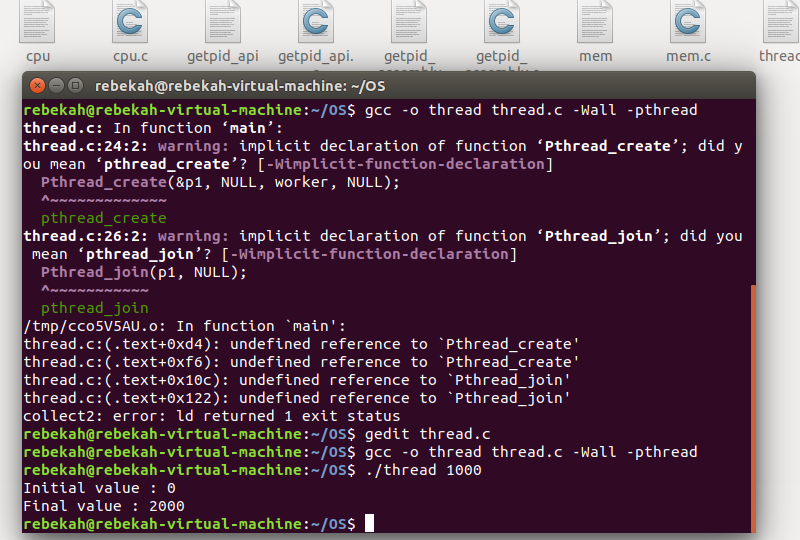 cpu cpu.c getpid_api getpid_api. getpid_ getpid_ mem mem.c thread
rebekah@rebekah-virtual-machine: ~/OS
rebekah@rebekah-virtual-machine:~/OS$ gcc -o thread thread.c -Wall -pthread
thread.c: In function ‘main’:
thread.c:24:2: warning: implicit declaration of function ‘Pthread_create’; did y
ou mean ‘pthread_create’? [-Wimplicit-function-declaration]
Pthread_create(&p1, NULL, worker, NULL);
^~~~~~~~~~~~~~
pthread_create
thread.c:26:2: warning: implicit declaration of function ‘Pthread_join’; did you
mean ‘pthread_join’? [-Wimplicit-function-declaration]
Pthread_join(p1, NULL);
^~~~~~~~~~~~
pthread_join
/tmp/cco5V5AU.o: In function `main':
thread.c:(.text+0xd4): undefined reference to `Pthread_create'
thread.c:(.text+0xf6): undefined reference to `Pthread_create'
thread.c:(.text+0x10c): undefined reference to `Pthread_join'
thread.c:(.text+0x122): undefined reference to `Pthread_join'
collect2: error: ld returned 1 exit status
rebekah@rebekah-virtual-machine:~/OS$ gedit thread.c
rebekah@rebekah-virtual-machine:~/OS$ gcc -o thread thread.c -Wall -pthread
rebekah@rebekah-virtual-machine:~/OS$ ./thread 1000
Initial value : 0
Final value : 2000
rebekah@rebekah-virtual-machine:~/OS$